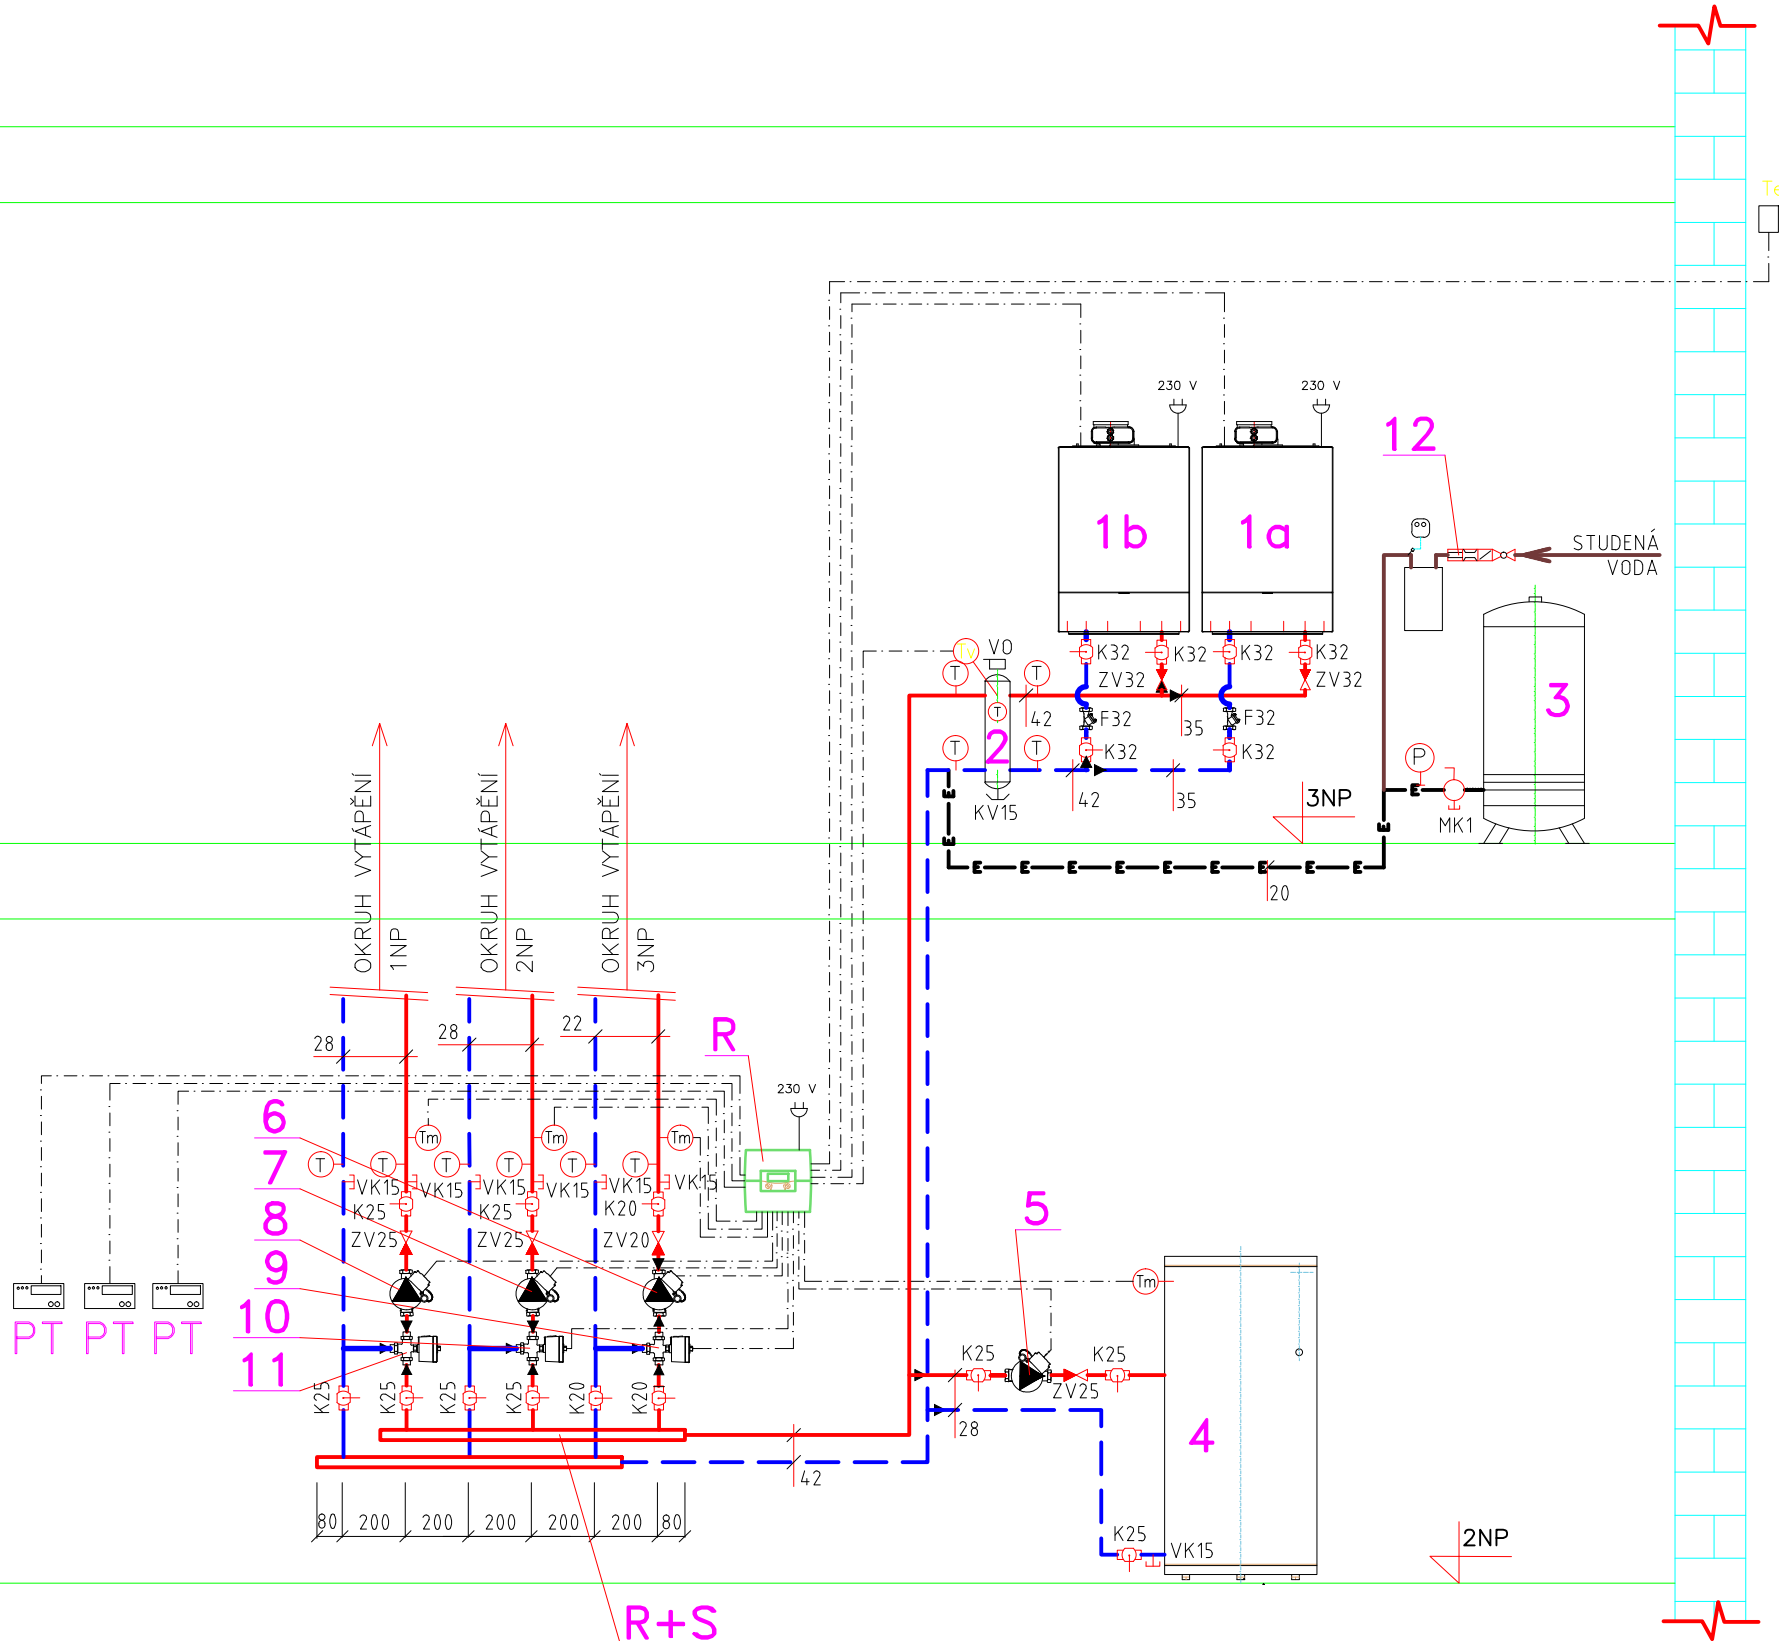 230 V
230 V
12
1b
1a
STUDENÁ
VODA
Tv
VO
K32
K32
K32
K32
T
T
ZV32
ZV32
T
42
F32
35
F32
3
T
2
T
K32
K32
P
KV15
42
35
3NP
MK1
E
E
E
E
E
E
E
E
E
E
E
E
E
E
20
OKRUH VYTÁPĚNÍ
1NP
OKRUH VYTÁPĚNÍ
2NP
OKRUH VYTÁPĚNÍ
3NP
28
28
22
R
230 V
6
Tm
Tm
Tm
7
T
T
T
T
T
T
VK15
VK15
VK15
VK15
VK15
VK15
K25
K25
K20
8
ZV25
ZV25
ZV20
5
9
Tm
10
PT
PT
PT
11
K25
K25
K25
K25
K20
K20
K25
K25
ZV25
28
4
42
80
200
200
200
200
200
80
K25
VK15
2NP
R+S